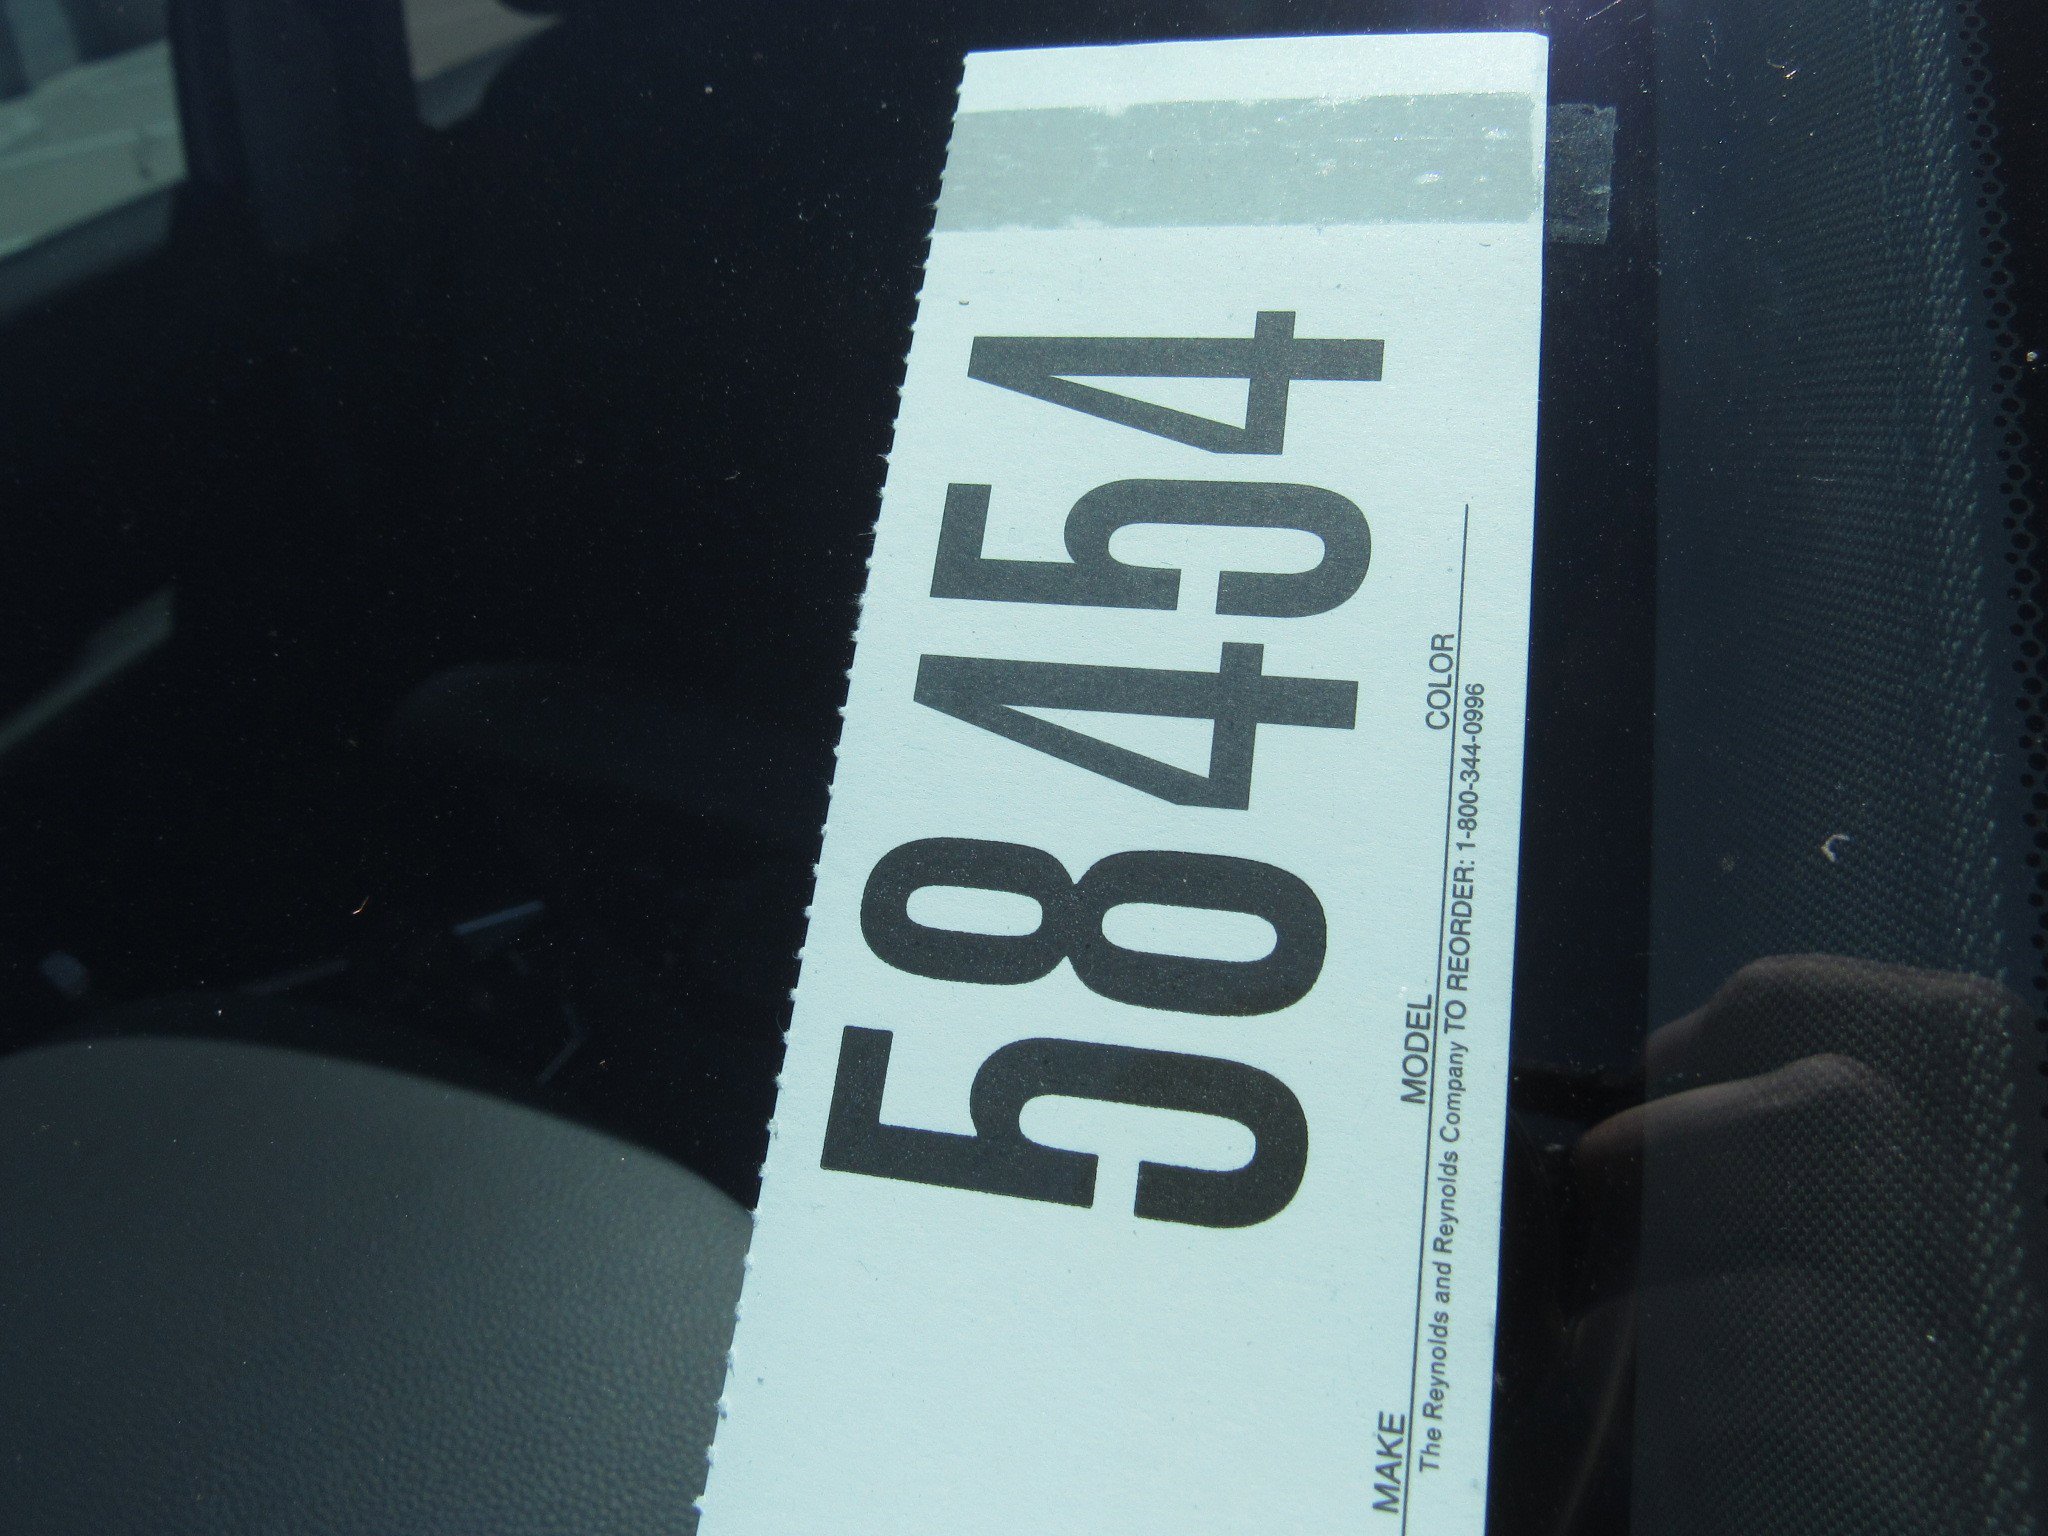 58454
MAKE MODEL COLOR
The Reynolds and Reynolds Company TO REORDER: 1-800-344-0996